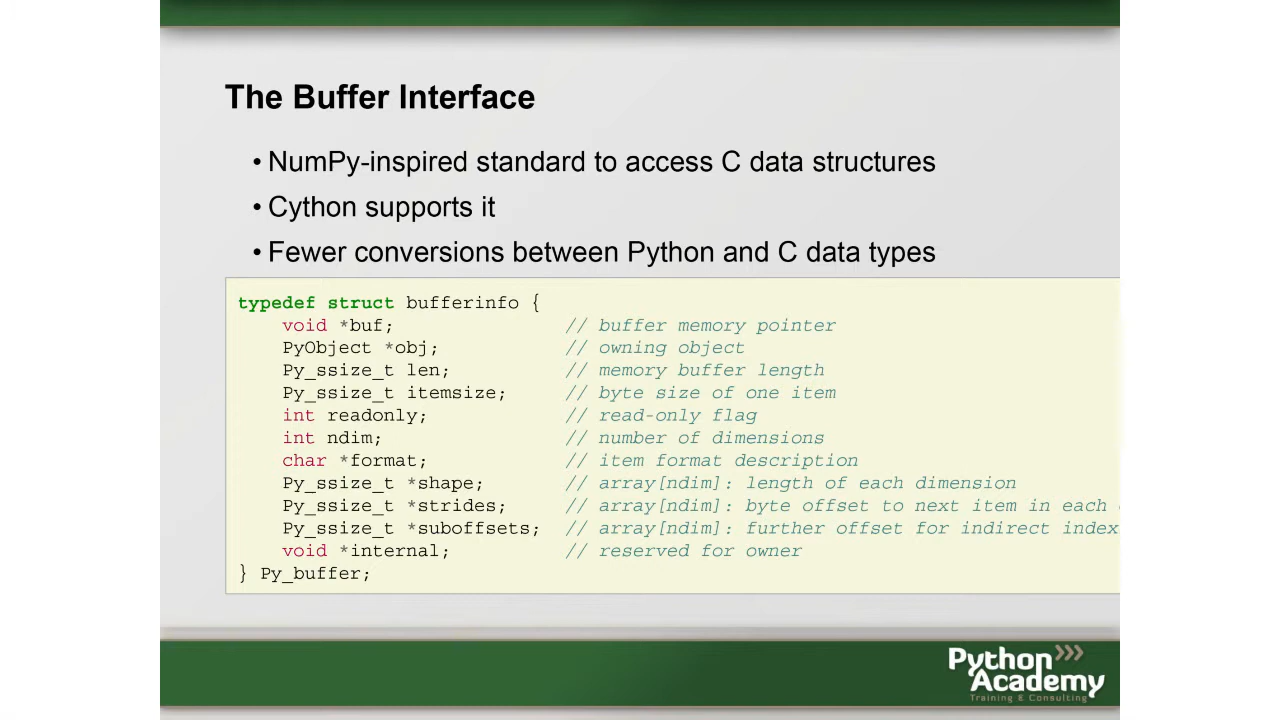 The Buffer Interface
• NumPy-inspired standard to access C data structures
• Cython supports it
• Fewer conversions between Python and C data types
typedef struct bufferinfo {
    void *buf;               // buffer memory pointer
    PyObject *obj;           // owning object
    Py_ssize_t len;          // memory buffer length
    Py_ssize_t itemsize;     // byte size of one item
    int readonly;            // read-only flag
    int ndim;                // number of dimensions
    char *format;            // item format description
    Py_ssize_t *shape;       // array[ndim]: length of each dimension
    Py_ssize_t *strides;     // array[ndim]: byte offset to next item in each
    Py_ssize_t *suboffsets;  // array[ndim]: further offset for indirect index
    void *internal;          // reserved for owner
} Py_buffer;
Python
Academy
Training & Consulting